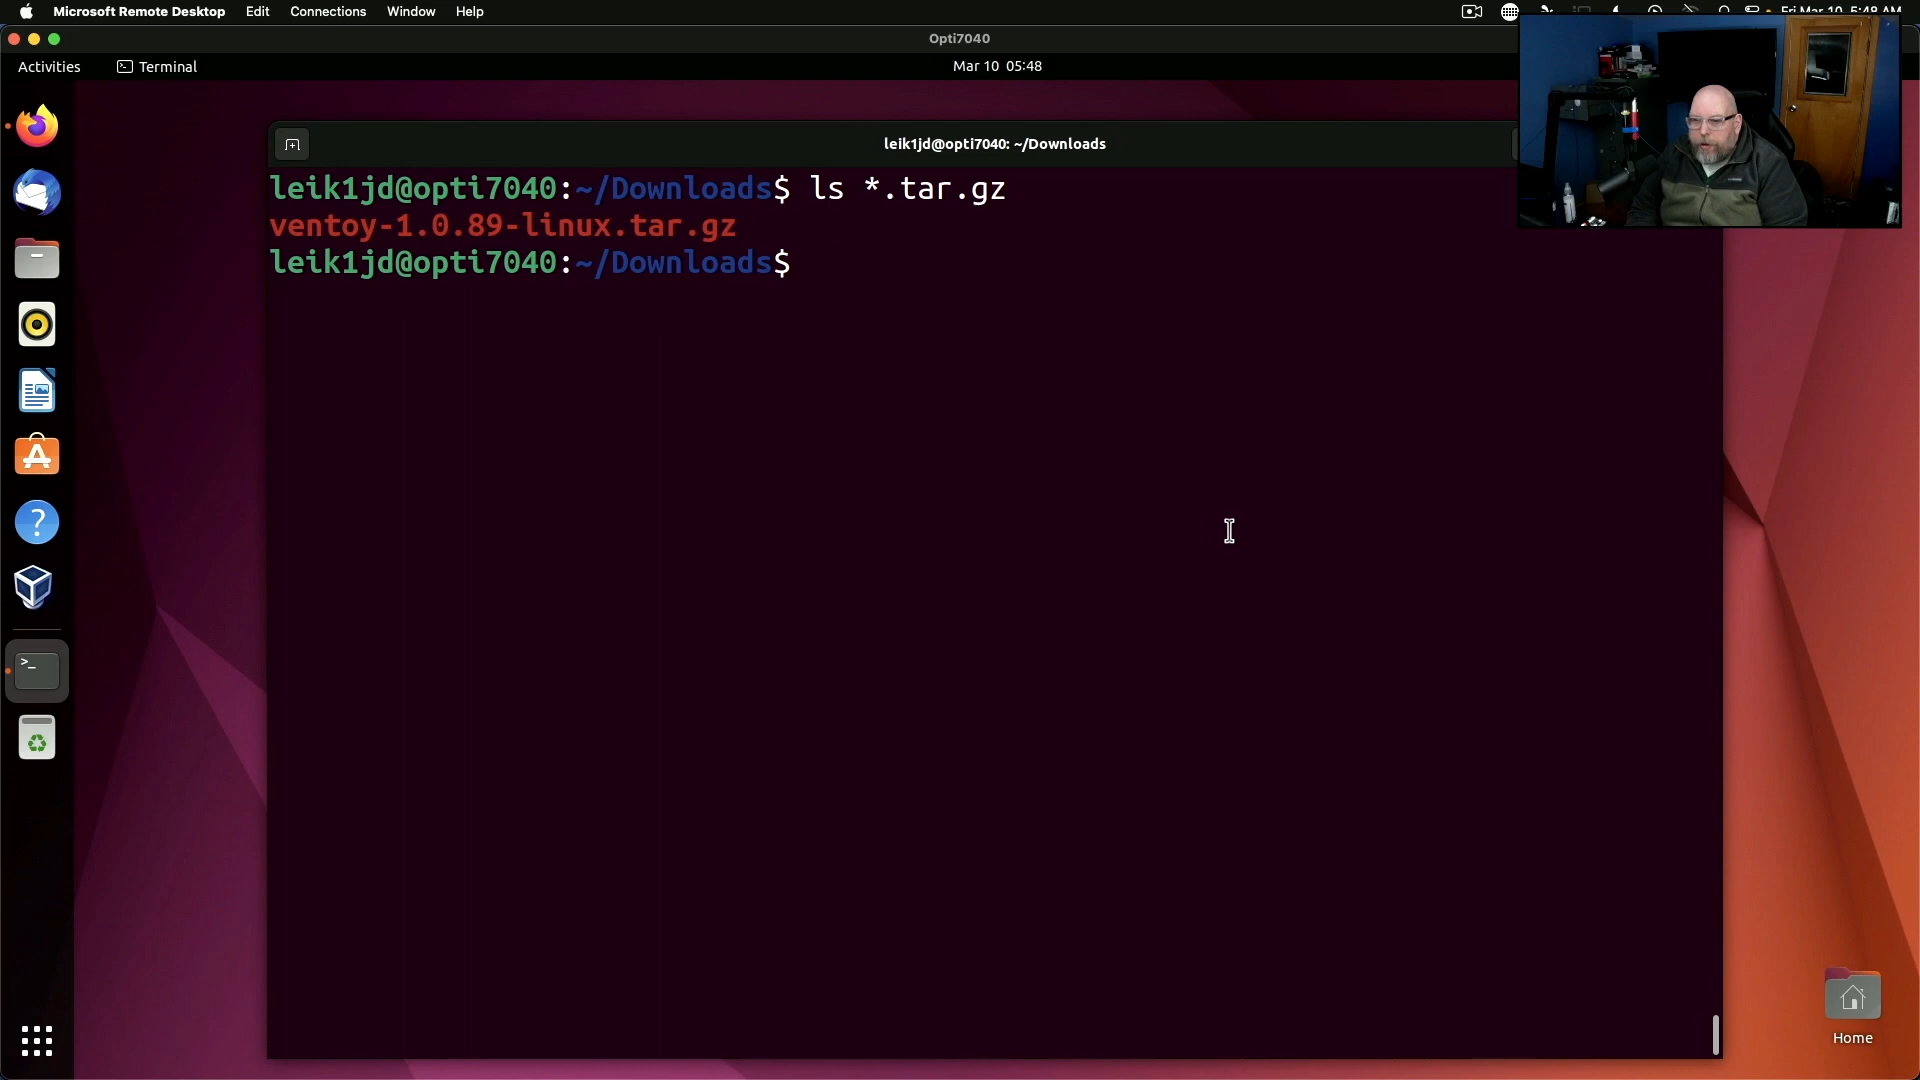 Microsoft Remote Desktop Edit Connections Window Help
Opti7040
Activities Terminal Mar 10 05:48
leik1jd@opti7040: ~/Downloads
leik1jd@opti7040:~/Downloads$ ls *.tar.gz
ventoy-1.0.89-linux.tar.gz
leik1jd@opti7040:~/Downloads$
Home